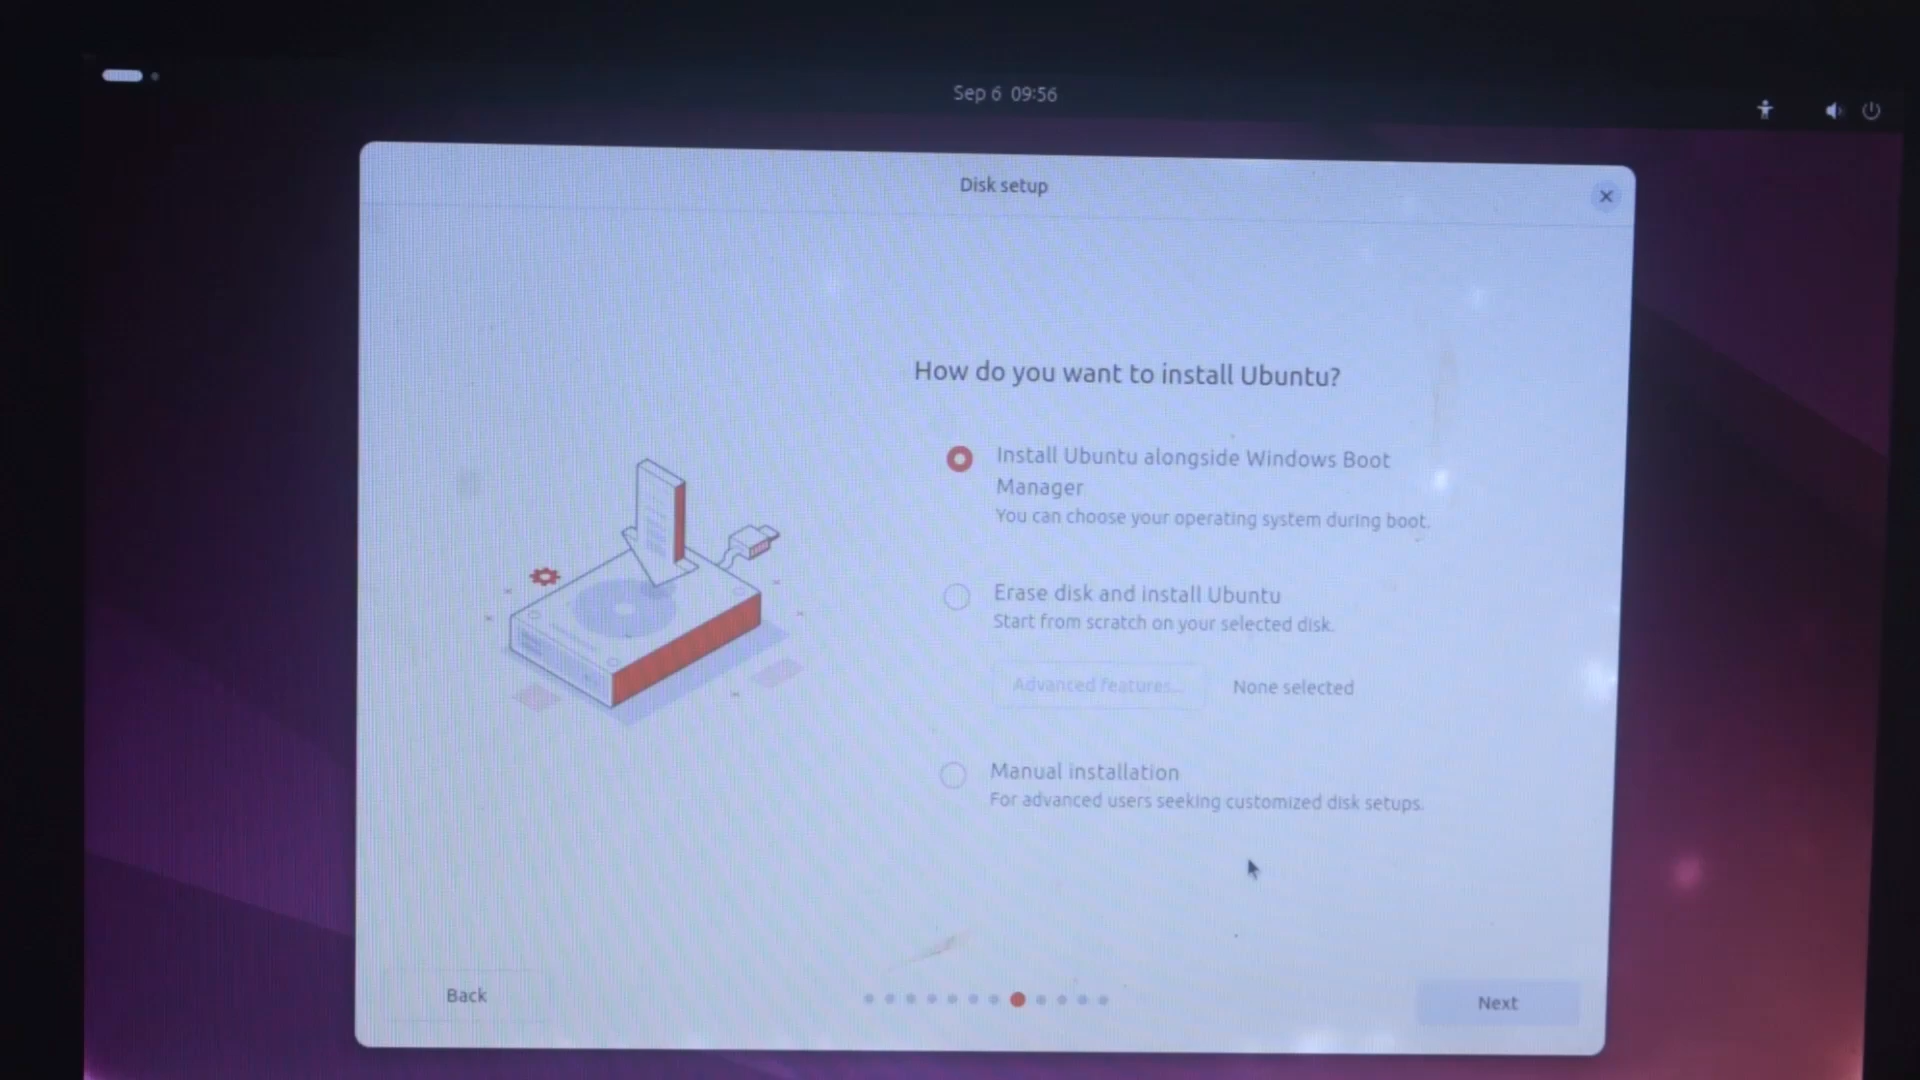 Sep 6 09:56
Disk setup
How do you want to install Ubuntu?
Install Ubuntu alongside Windows Boot
Manager
You can choose your operating system during boot.
Erase disk and install Ubuntu
Start from scratch on your selected disk.
Advanced features...
None selected
Manual installation
For advanced users seeking customized disk setups.
Back
Next